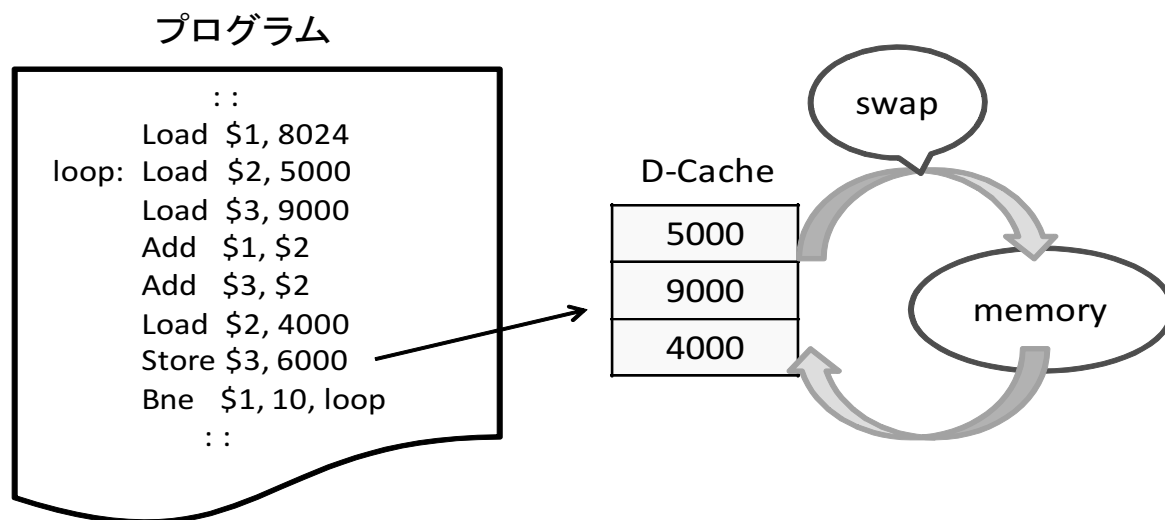 プログラム
: :
Load $1, 8024
loop: Load $2, 5000
Load $3, 9000
Add $1, $2
Add $3, $2
Load $2, 4000
Store $3, 6000
Bne $1, 10, loop
: :
swap
D-Cache
5000
9000
4000
memory